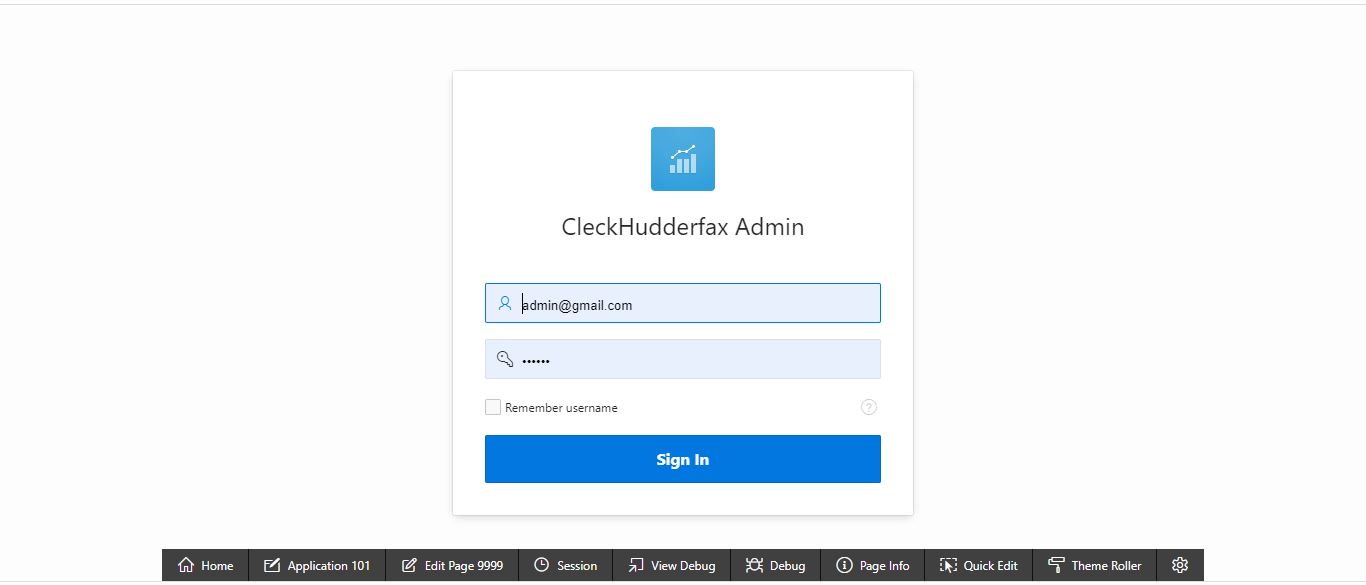 CleckHudderfax Admin
admin@gmail.com
••••••
Remember username
?
Sign In
Home Application 101 Edit Page 9999 Session View Debug Debug Page Info Quick Edit Theme Roller